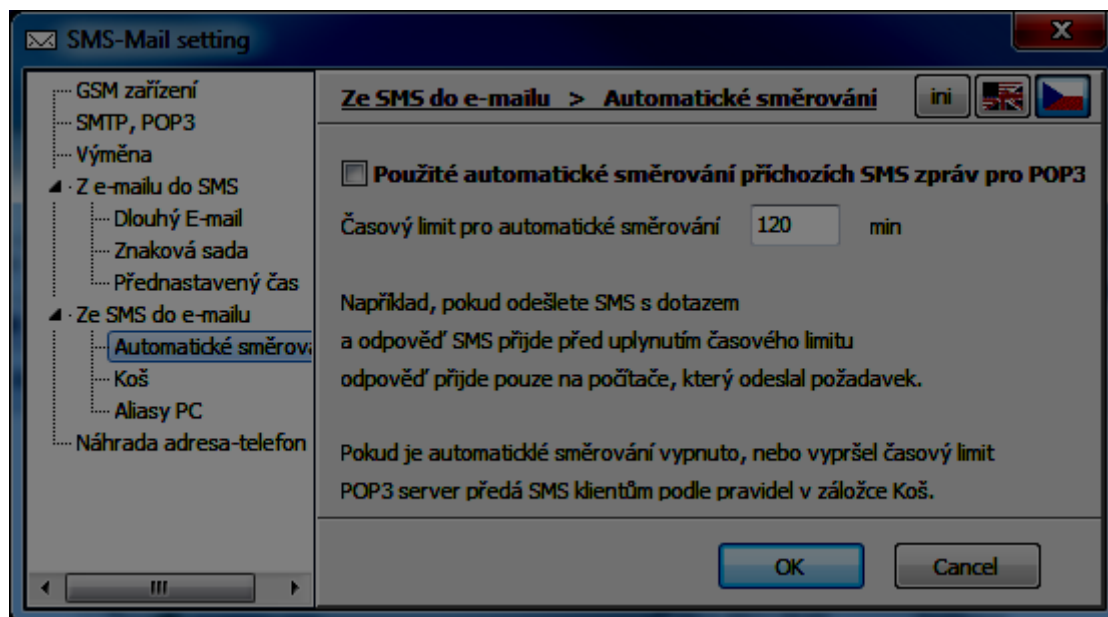 SMS-Mail setting
GSM zařízení
SMTP, POP3
Výměna
Z e-mailu do SMS
Dlouhý E-mail
Znaková sada
Přednastavený čas
Ze SMS do e-mailu
Automatické směrov
Koš
Aliasy PC
Náhrada adresa-telefon
Ze SMS do e-mailu > Automatické směrování
ini
Použité automatické směrování příchozích SMS zpráv pro POP3
Časový limit pro automatické směrování 120 min
Například, pokud odešlete SMS s dotazem
a odpověď SMS přijde před uplynutím časového limitu
odpověď přijde pouze na počítače, který odeslal požadavek.
Pokud je automatické směrování vypnuto, nebo vypršel časový limit
POP3 server předá SMS klientům podle pravidel v záložce Koš.
OK
Cancel